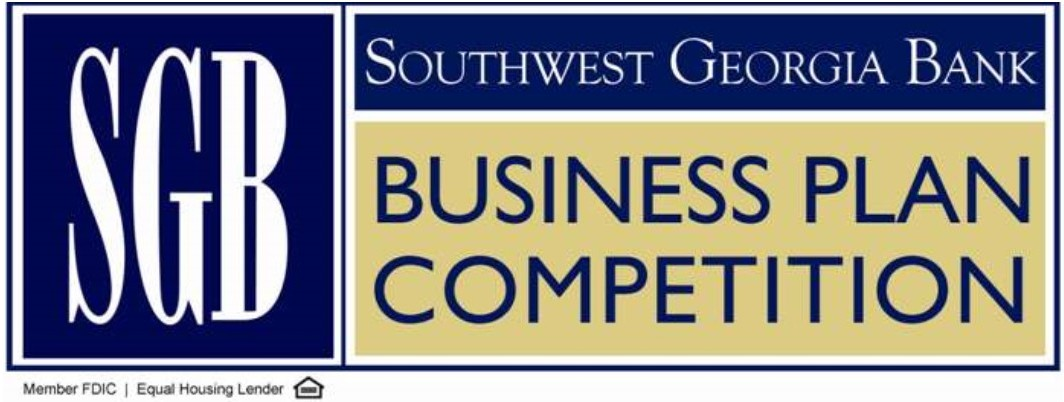 SGB
SOUTHWEST GEORGIA BANK
BUSINESS PLAN
COMPETITION
Member FDIC | Equal Housing Lender